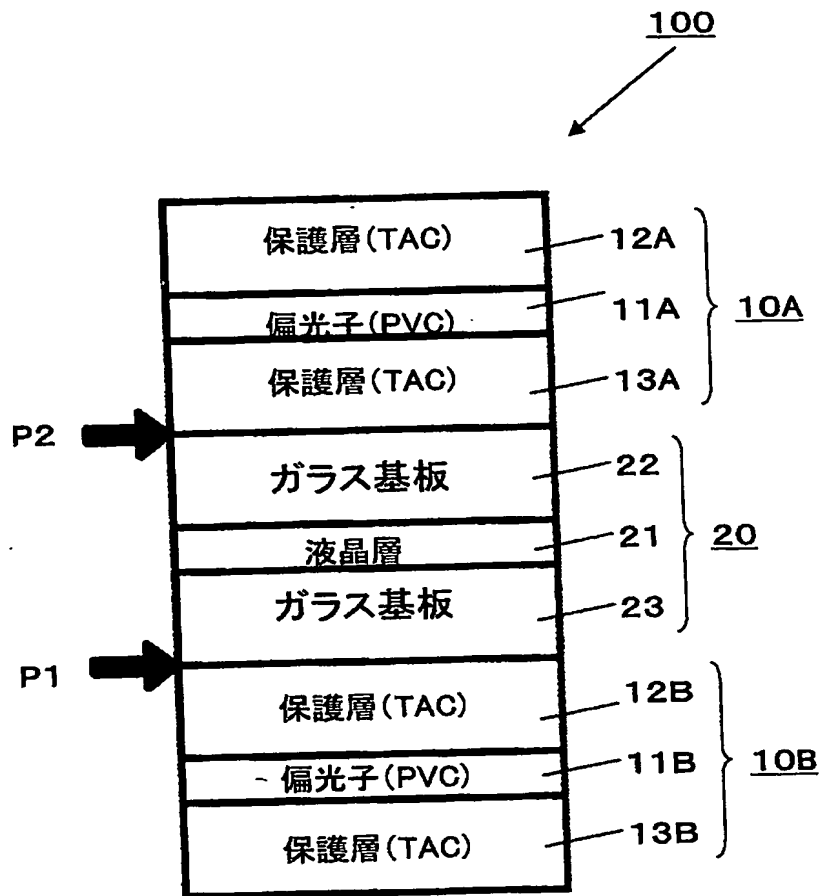 100
保護層(TAC) 12A
偏光子(PVC) 11A 10A
保護層(TAC) 13A
P2
ガラス基板 22
液晶層 21 20
ガラス基板 23
P1
保護層(TAC) 12B
偏光子(PVC) 11B 10B
保護層(TAC) 13B